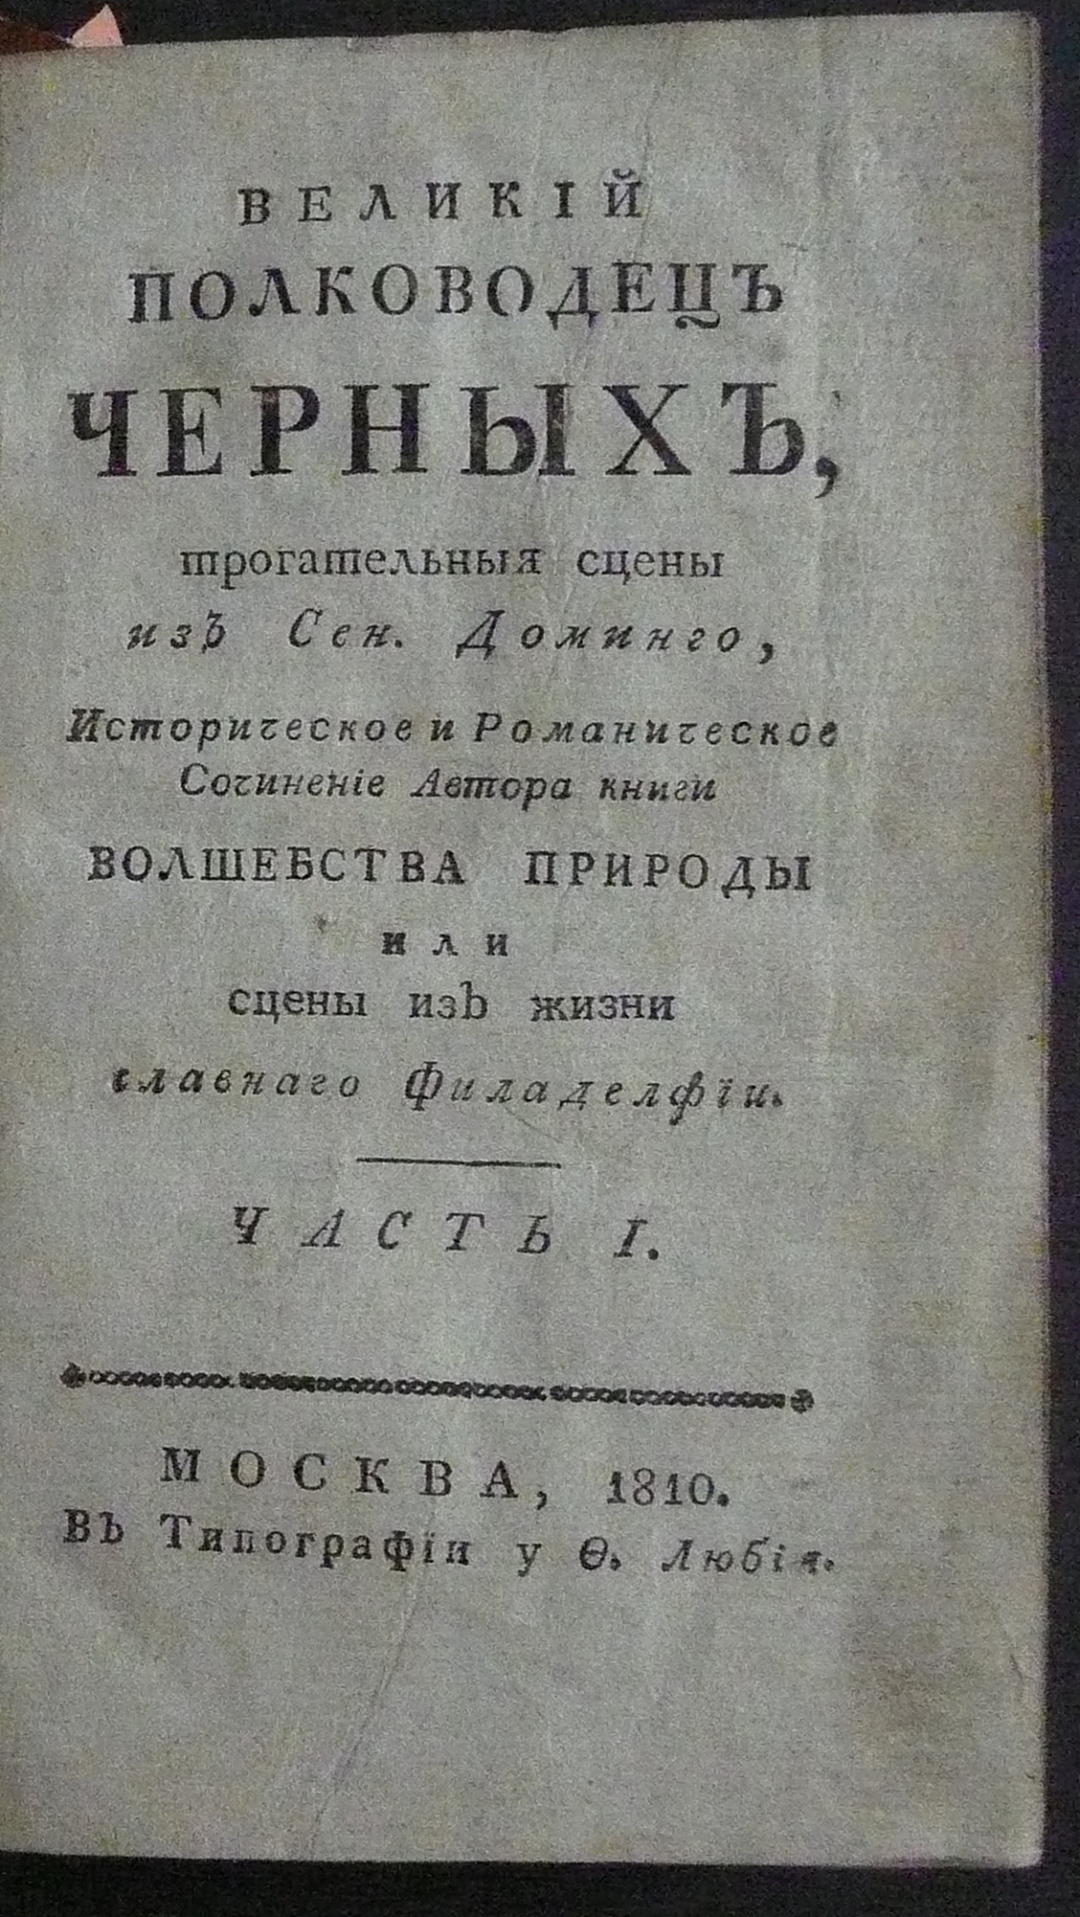 ВЕЛИКІЙ
ПОЛКОВОДЕЦЪ
ЧЕРНЫХЪ,
трогательныя сцены
изЪ Сен. Доминго,
Историческое и Романическое
Сочиненіе Автора книги
ВОЛШЕБСТВА ПРИРОДЫ
или
сцены изЪ жизни
главнаго Филаделфіи.
ЧАСТЬ I.
МОСКВА, 1810.
ВЪ Типографіи у Ѳ. Любія.